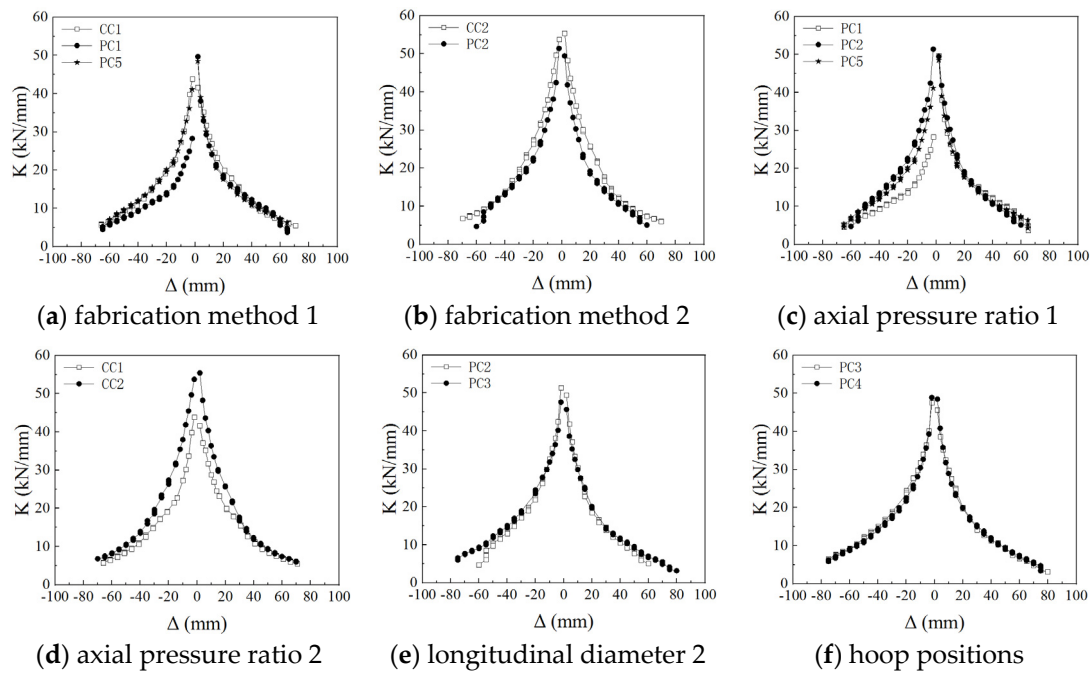 60
50
40
30
20
10
0
K (kN/mm)
CC1
PC1
PC5
-100 -80 -60 -40 -20 0 20 40 60 80 100
Δ (mm)
(a) fabrication method 1
60
50
40
30
20
10
0
K (kN/mm)
CC2
PC2
-100 -80 -60 -40 -20 0 20 40 60 80 100
Δ (mm)
(b) fabrication method 2
60
50
40
30
20
10
0
K (kN/mm)
PC1
PC2
PC5
-100 -80 -60 -40 -20 0 20 40 60 80 100
Δ (mm)
(c) axial pressure ratio 1
60
50
40
30
20
10
0
K (kN/mm)
CC1
CC2
-100 -80 -60 -40 -20 0 20 40 60 80 100
Δ (mm)
(d) axial pressure ratio 2
60
50
40
30
20
10
0
K (kN/mm)
PC2
PC3
-100 -80 -60 -40 -20 0 20 40 60 80 100
Δ (mm)
(e) longitudinal diameter 2
60
50
40
30
20
10
0
K (kN/mm)
PC3
PC4
-100 -80 -60 -40 -20 0 20 40 60 80 100
Δ (mm)
(f) hoop positions